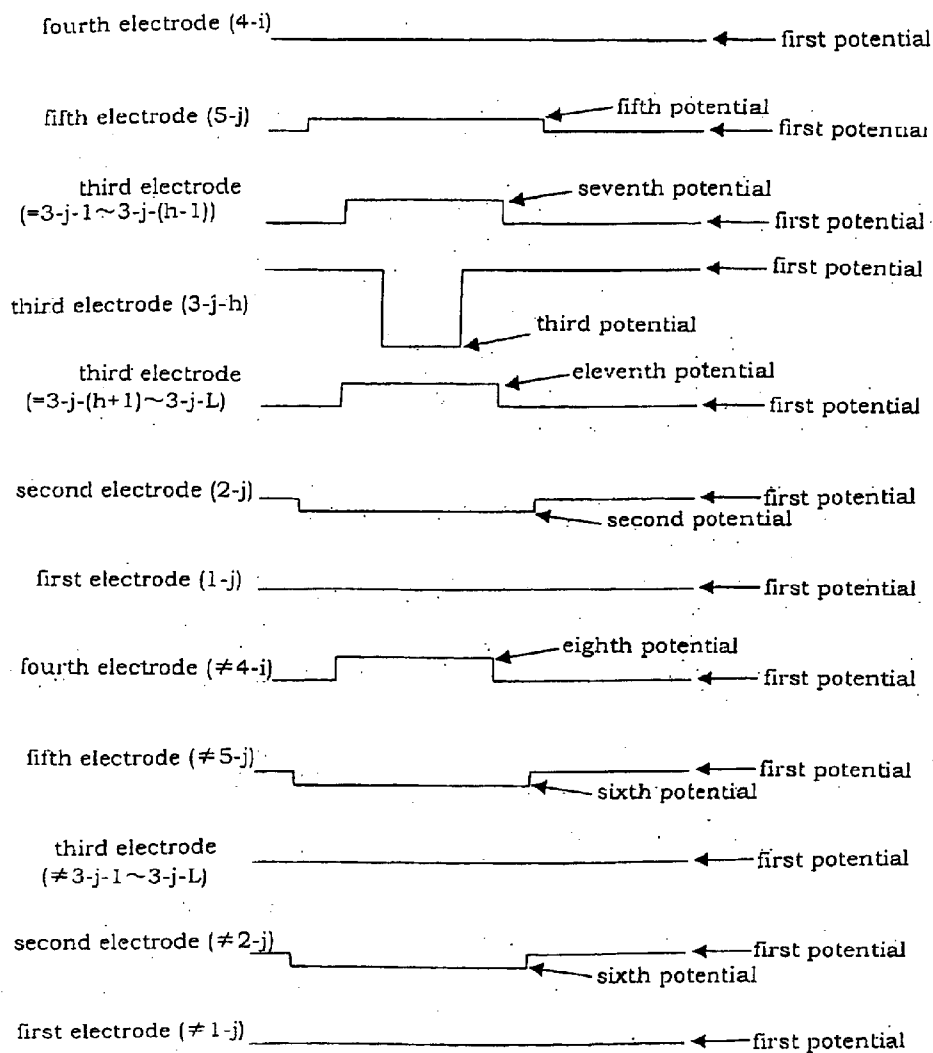 fourth electrode (4-i)
first potential
fifth electrode (5-j)
fifth potential
first potential
third electrode
(=3-j-1～3-j-(h-1))
seventh potential
first potential
first potential
third electrode (3-j-h)
third potential
third electrode
(=3-j-(h+1)～3-j-L)
eleventh potential
first potential
second electrode (2-j)
first potential
second potential
first electrode (1-j)
first potential
eighth potential
fourth electrode (≠4-i)
first potential
fifth electrode (≠5-j)
first potential
sixth potential
third electrode
(≠3-j-1～3-j-L)
first potential
second electrode (≠2-j)
first potential
sixth potential
first electrode (≠1-j)
first potential